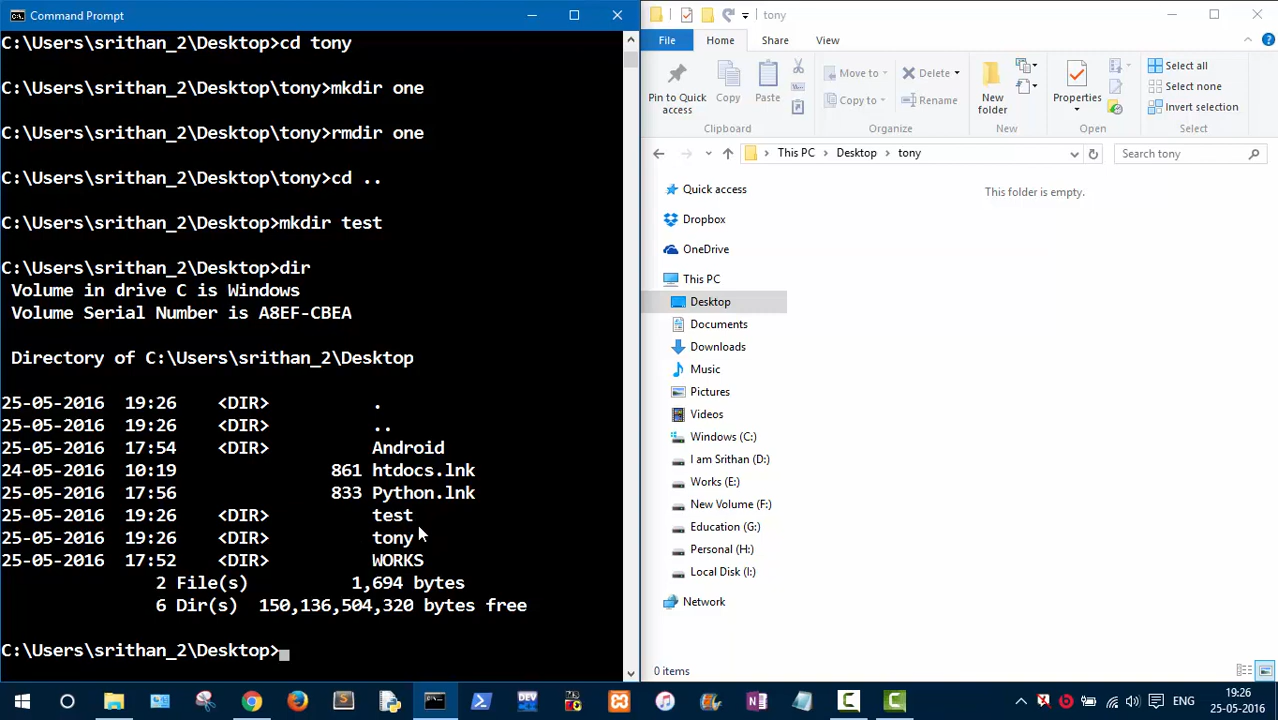 Command Prompt
C:\Users\srithan_2\Desktop>cd tony
C:\Users\srithan_2\Desktop\tony>mkdir one
C:\Users\srithan_2\Desktop\tony>rmdir one
C:\Users\srithan_2\Desktop\tony>cd ..
C:\Users\srithan_2\Desktop>mkdir test
C:\Users\srithan_2\Desktop>dir
Volume in drive C is Windows
Volume Serial Number is A8EF-CBEA
Directory of C:\Users\srithan_2\Desktop
25-05-2016 19:26 <DIR> .
25-05-2016 19:26 <DIR> ..
25-05-2016 17:54 <DIR> Android
24-05-2016 10:19 861 htdocs.lnk
25-05-2016 17:56 833 Python.lnk
25-05-2016 19:26 <DIR> test
25-05-2016 19:26 <DIR> tony
25-05-2016 17:52 <DIR> WORKS
2 File(s) 1,694 bytes
6 Dir(s) 150,136,504,320 bytes free
C:\Users\srithan_2\Desktop>
tony
File Home Share View
Pin to Quick access
Copy
Paste
Clipboard
Move to
Copy to
Delete
Rename
Organize
New folder
New
Properties
Open
Select all
Select none
Invert selection
Select
This PC > Desktop > tony
Search tony
This folder is empty.
Quick access
Dropbox
OneDrive
This PC
Desktop
Documents
Downloads
Music
Pictures
Videos
Windows (C:)
I am Srithan (D:)
Works (E:)
New Volume (F:)
Education (G:)
Personal (H:)
Local Disk (I:)
Network
0 items
DEV
ENG
19:26
25-05-2016